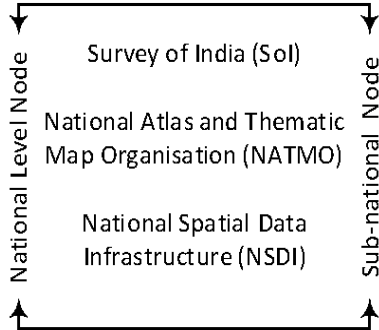 National Level Node
Survey of India (SoI)
National Atlas and Thematic
Map Organisation (NATMO)
National Spatial Data
Infrastructure (NSDI)
Sub-national Node